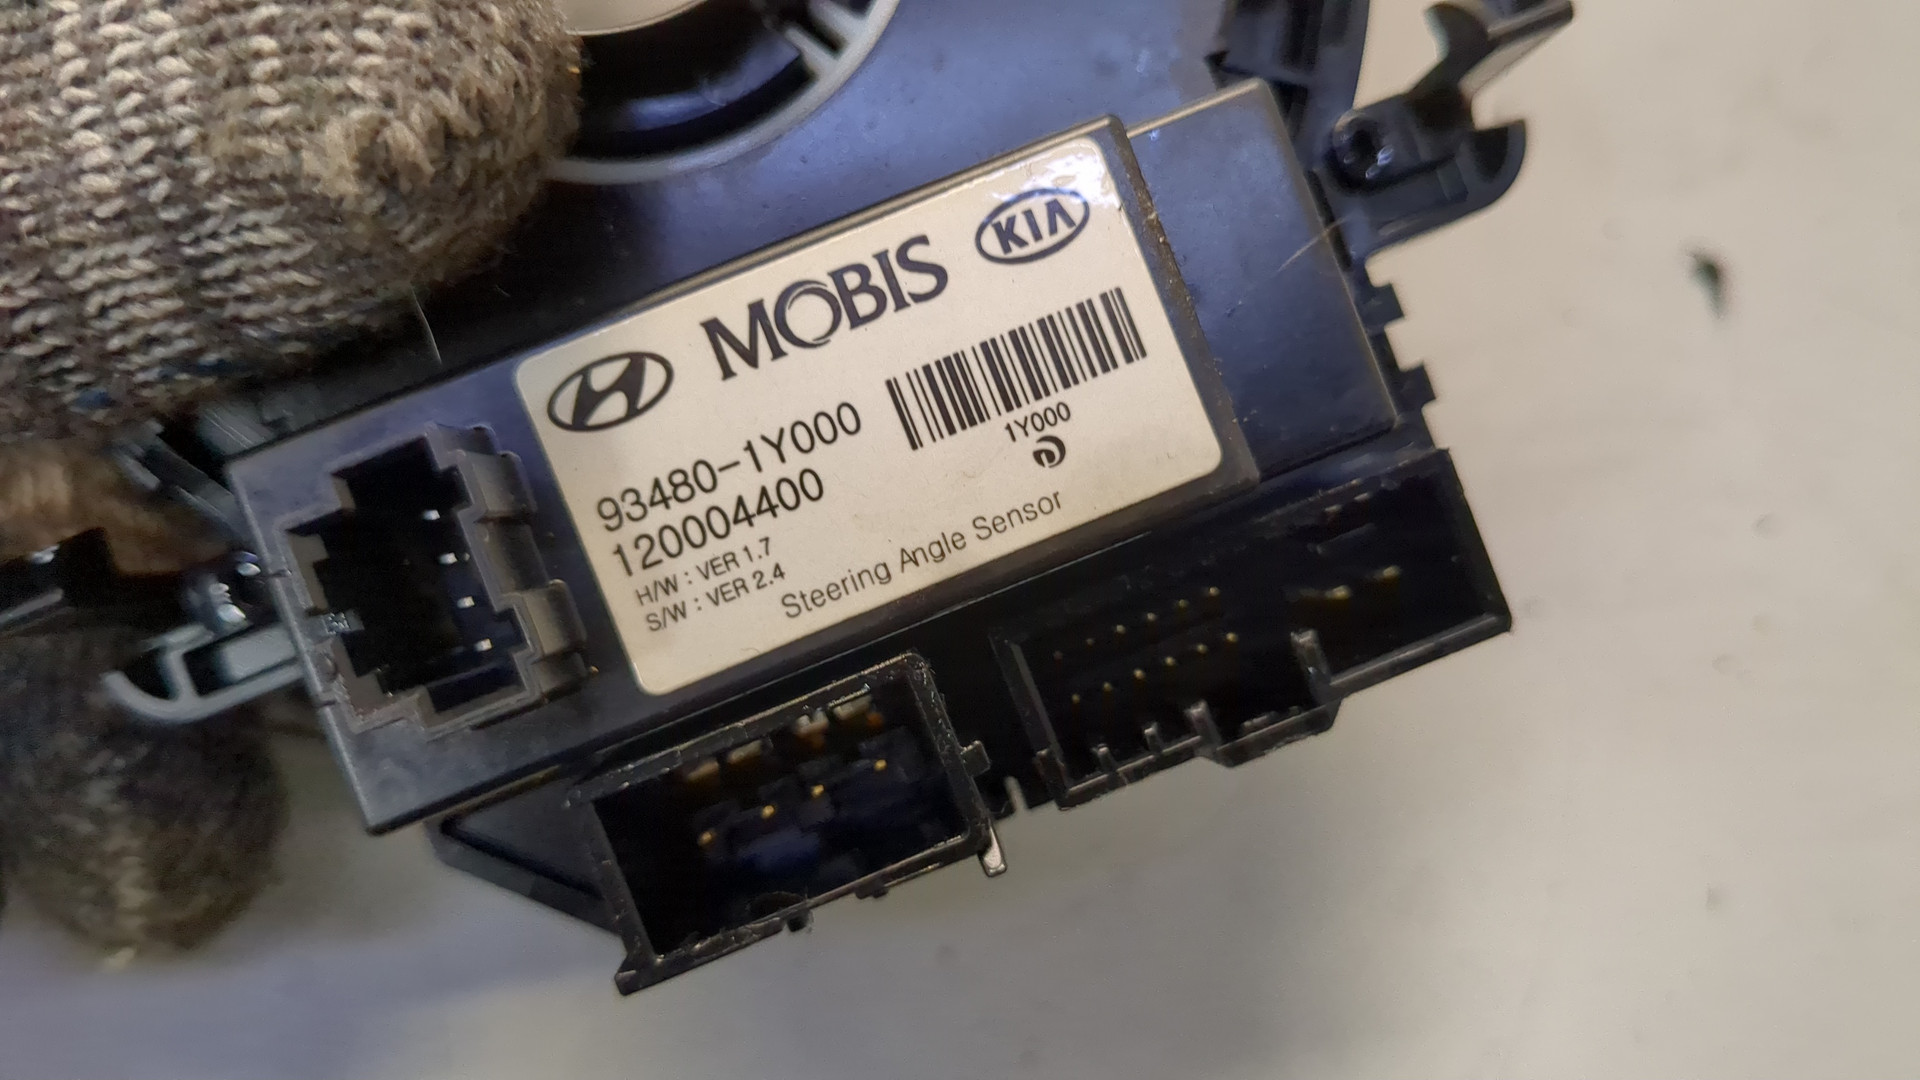 MOBIS KIA
93480-1Y000
120004400
H/W : VER 1.7
S/W : VER 2.4
1Y000
Steering Angle Sensor